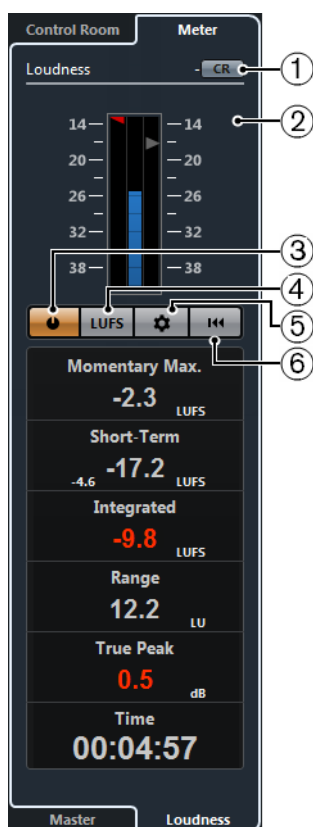 Control Room Meter
Loudness - CR 1
2
14 14
20 20
26 26
32 32
38 38
3
4
LUFS
5
6
Momentary Max.
-2.3 LUFS
Short-Term
-4.6 -17.2 LUFS
Integrated
-9.8 LUFS
Range
12.2 LU
True Peak
0.5 dB
Time
00:04:57
Master Loudness